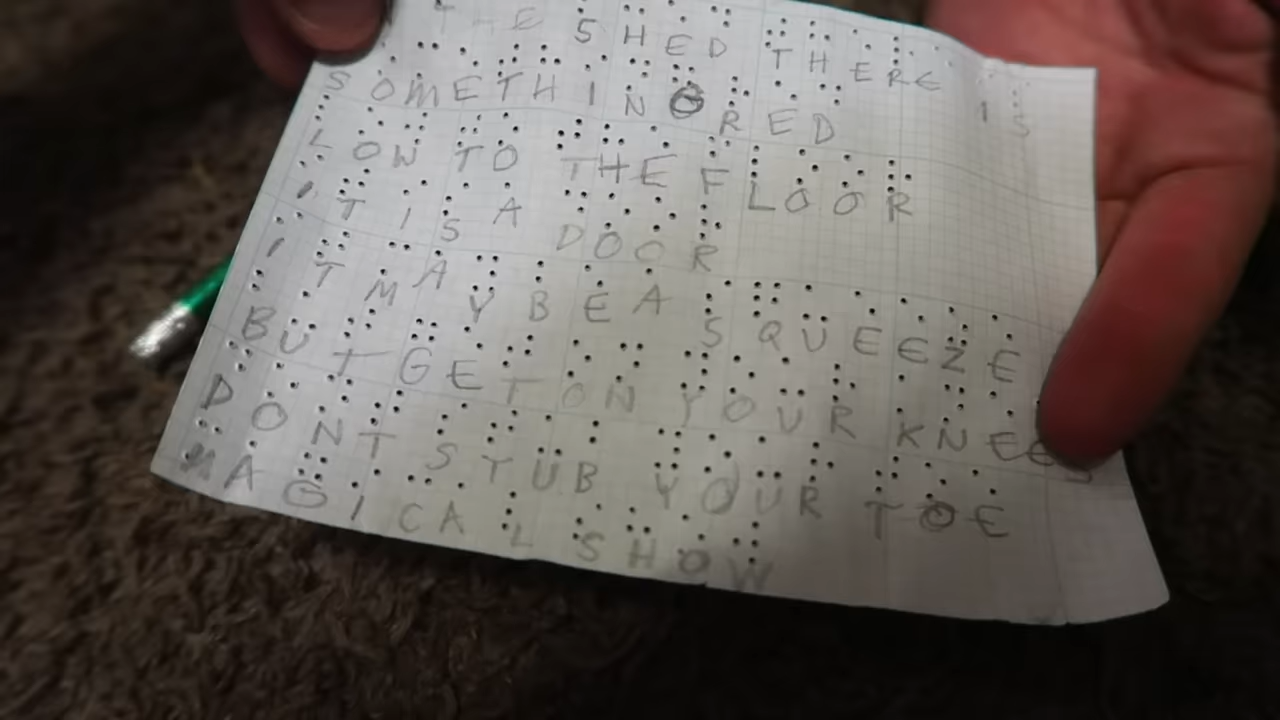 THE SHED THERE IS
SOMETHING RED
LOW TO THE FLOOR
IT IS A DOOR
IT MAY BE A SQUEEZE
BUT GET ON YOUR KNEES
DONT STUB YOUR TOE
MAGICAL SHOW